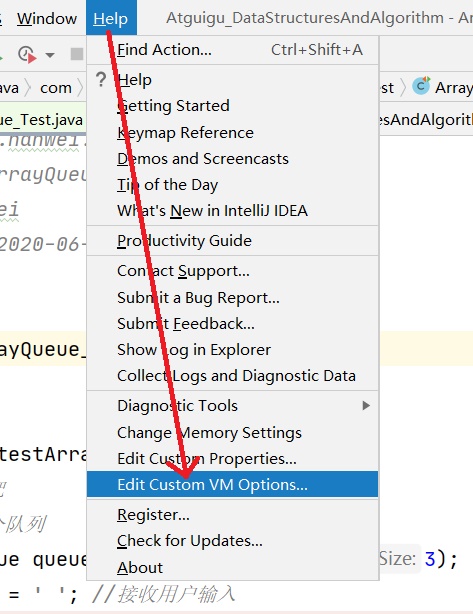 Window Help Atguigu_DataStructuresAndAlgorithm - 
Find Action... Ctrl+Shift+A
ava com Help est Array
Getting Started
ue_Test.java Keymap Reference esAndAlgorith
.hanwei. Demos and Screencasts
rrayQueu Tip of the Day
ei What's New in IntelliJ IDEA
2020-06- Productivity Guide
Contact Support...
Submit a Bug Report...
Submit Feedback...
ayQueue_ Show Log in Explorer
Collect Logs and Diagnostic Data
Diagnostic Tools
Change Memory Settings
testArra Edit Custom Properties...
Edit Custom VM Options...
个队列 Register...
Check for Updates...
ue queue Size: 3);
About
= ' '; //接收用户输入